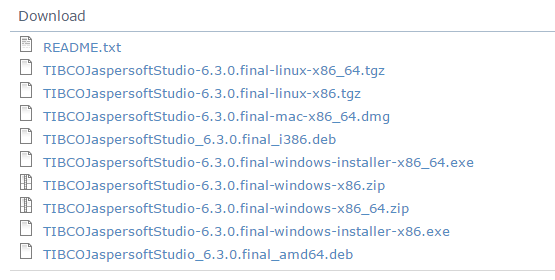 Download
README.txt
TIBCOJaspersoftStudio-6.3.0.final-linux-x86_64.tgz
TIBCOJaspersoftStudio-6.3.0.final-linux-x86.tgz
TIBCOJaspersoftStudio-6.3.0.final-mac-x86_64.dmg
TIBCOJaspersoftStudio_6.3.0.final_i386.deb
TIBCOJaspersoftStudio-6.3.0.final-windows-installer-x86_64.exe
TIBCOJaspersoftStudio-6.3.0.final-windows-x86.zip
TIBCOJaspersoftStudio-6.3.0.final-windows-x86_64.zip
TIBCOJaspersoftStudio-6.3.0.final-windows-installer-x86.exe
TIBCOJaspersoftStudio_6.3.0.final_amd64.deb